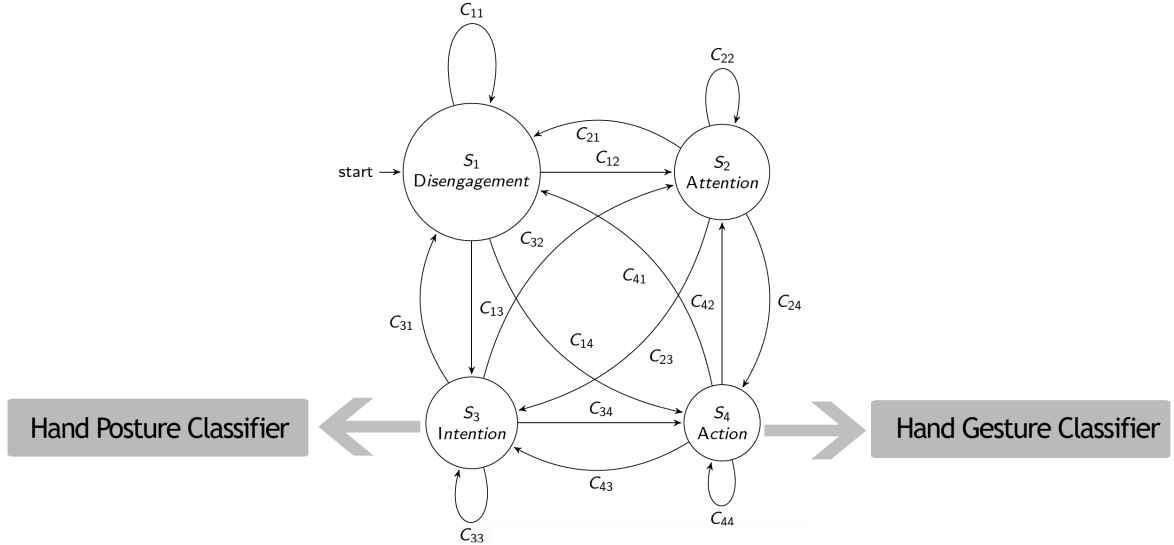 C11
C22
C21
C12
start
S1
Disengagement
S2
Attention
C32
C41
C31
C13
C42
C24
C14
C23
S3
Intention
C34
S4
Action
Hand Posture Classifier
Hand Gesture Classifier
C43
C33
C44